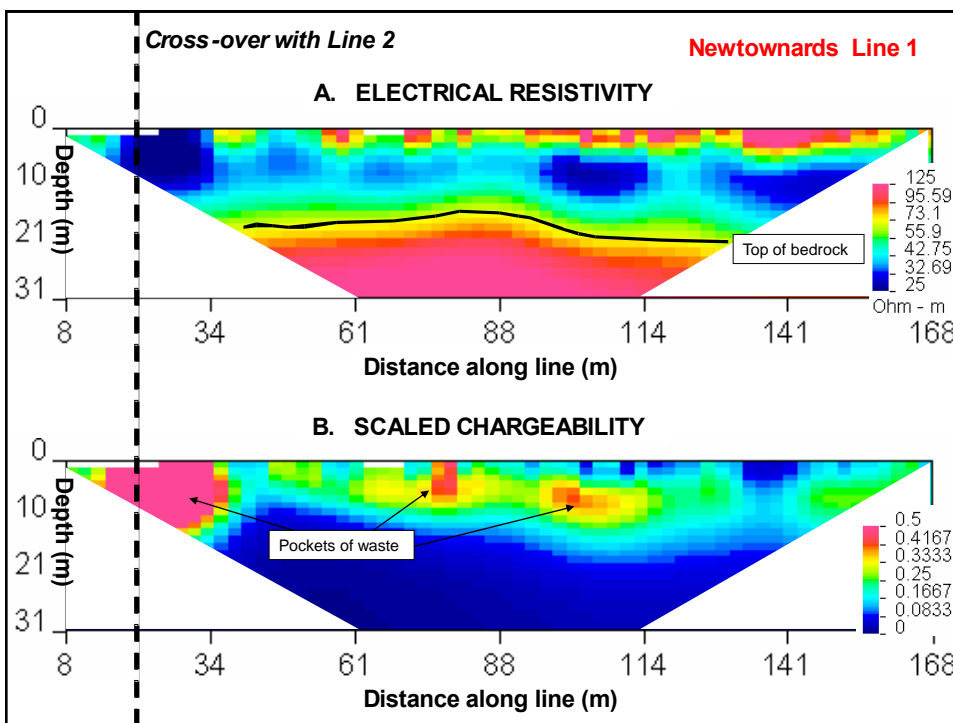 Cross-over with Line 2
Newtownards Line 1
A. ELECTRICAL RESISTIVITY
0
10
21
31
Depth (m)
Top of bedrock
125
95.59
73.1
55.9
42.75
32.69
25
Ohm - m
8 34 61 88 114 141 168
Distance along line (m)
B. SCALED CHARGEABILITY
0
10
21
31
Depth (m)
Pockets of waste
0.5
0.4167
0.3333
0.25
0.1667
0.0833
0
8 34 61 88 114 141 168
Distance along line (m)